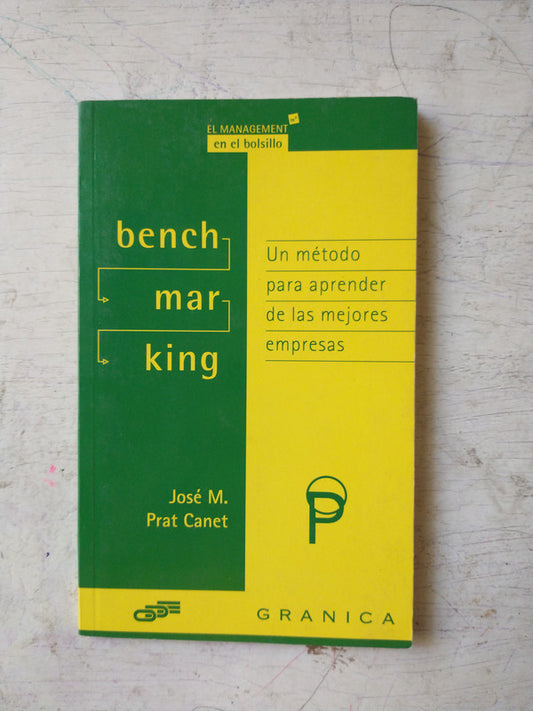 EL MANAGEMENT
en el bolsillo
bench
mar
king
Un método
para aprender
de las mejores
empresas
José M.
Prat Canet
P
GRANICA